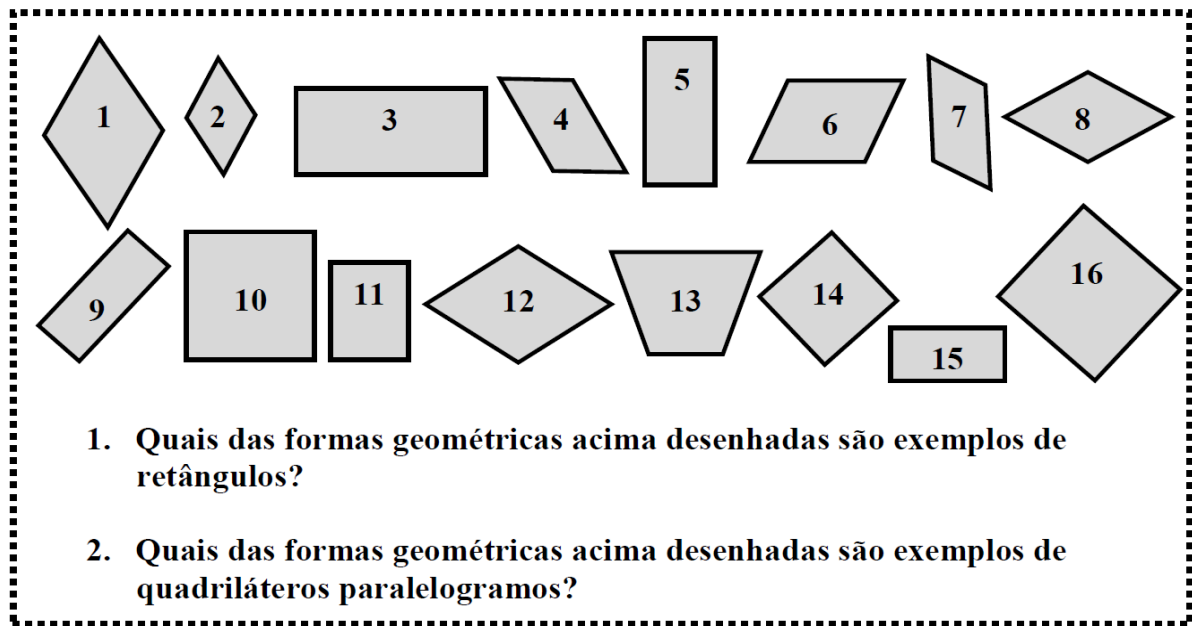 1 2 3 4 5 6 7 8
9 10 11 12 13 14 15 16
1. Quais das formas geométricas acima desenhadas são exemplos de
retângulos?
2. Quais das formas geométricas acima desenhadas são exemplos de
quadriláteros paralelogramos?